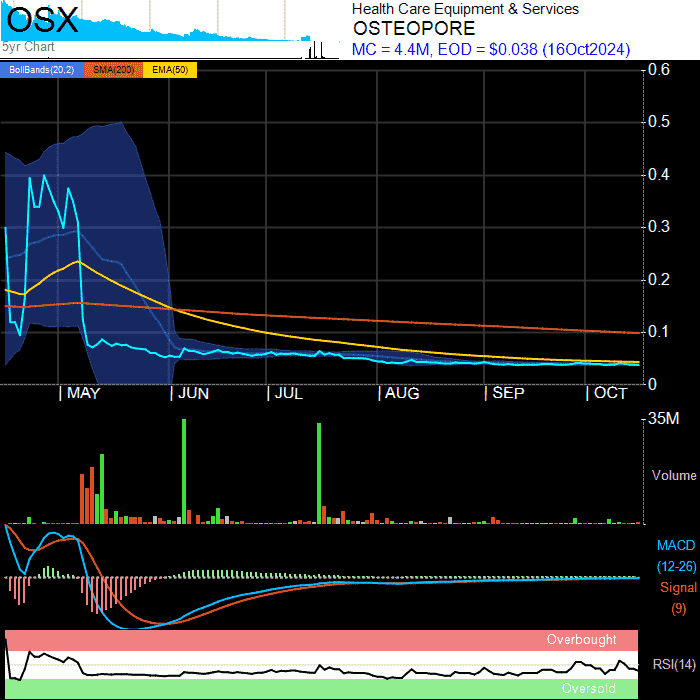 OSX
5yr Chart
Health Care Equipment & Services
OSTEOPORE
MC = 4.4M, EOD = $0.038 (16Oct2024)
BollBands(20,2) SMA(200) EMA(50)
0.6
0.5
0.4
0.3
0.2
0.1
0
MAY JUN JUL AUG SEP OCT
35M
Volume
MACD
(12-26)
Signal
(9)
Overbought
RSI(14)
Oversold